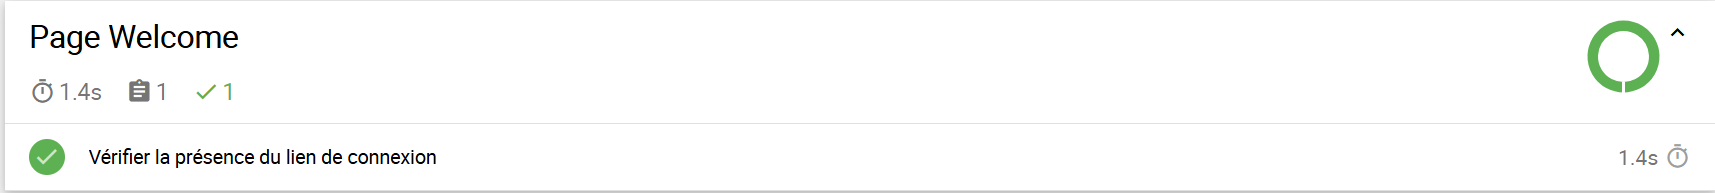 Page Welcome
1.4s 1 1
Vérifier la présence du lien de connexion 1.4s